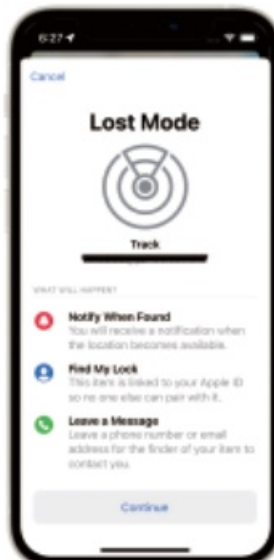 6:27
Cancel
Lost Mode
Track
WHAT WILL HAPPEN?
Notify When Found
You will receive a notification when
the location becomes available.
Find My Lock
This item is linked to your Apple ID
so no one else can pair with it.
Leave a Message
Leave a phone number or email
address for the finder of your item to
contact you.
Continue